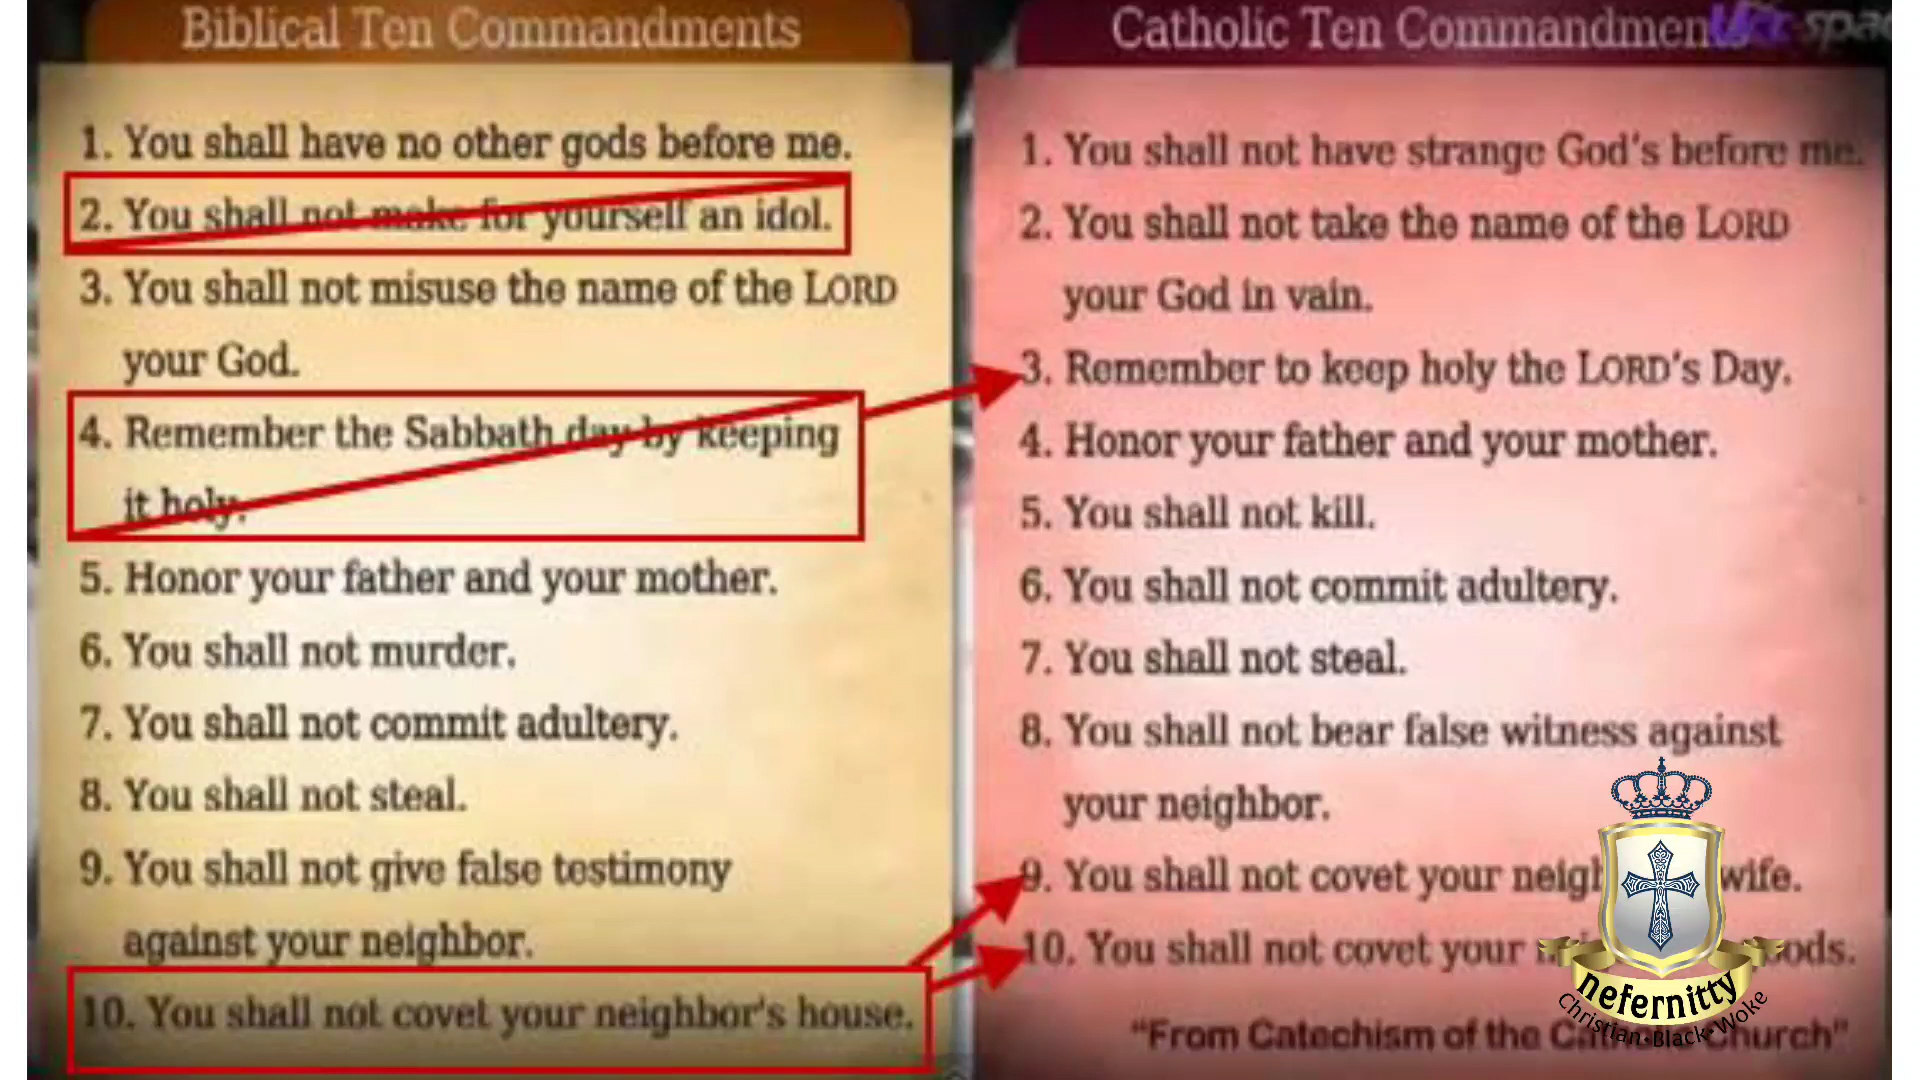 Biblical Ten Commandments
1. You shall have no other gods before me.
2. You shall not make for yourself an idol.
3. You shall not misuse the name of the LORD
your God.
4. Remember the Sabbath day by keeping
it holy.
5. Honor your father and your mother.
6. You shall not murder.
7. You shall not commit adultery.
8. You shall not steal.
9. You shall not give false testimony
against your neighbor.
10. You shall not covet your neighbor's house.
Catholic Ten Commandments
1. You shall not have strange God's before me.
2. You shall not take the name of the LORD
your God in vain.
3. Remember to keep holy the LORD's Day.
4. Honor your father and your mother.
5. You shall not kill.
6. You shall not commit adultery.
7. You shall not steal.
8. You shall not bear false witness against
your neighbor.
9. You shall not covet your wife.
10. You shall not covet your
"From Catechism of the Catholic Church"
nefernitty
Christian•Black•Woke